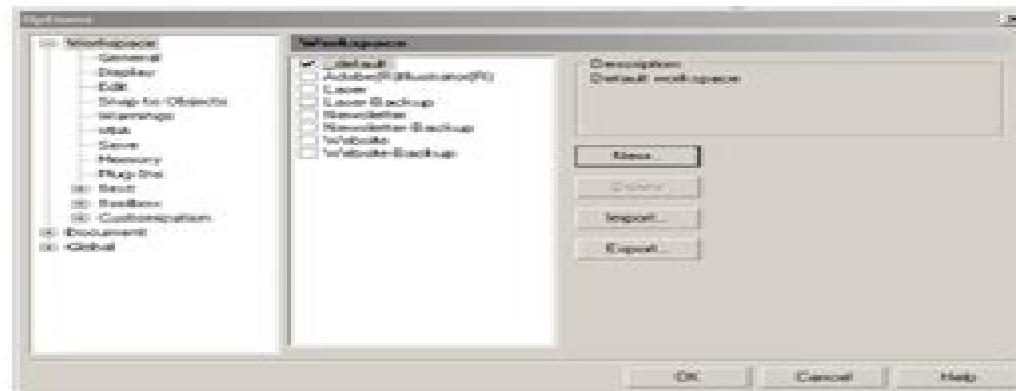 Options
Workspace
General
Display
Edit
Snap to Objects
Warnings
VBA
Save
Memory
Plug-Ins
Text
Toolbox
Customization
Document
Global
Workspace
_default
Adobe(R) Illustrator(R)
Laser
Laser-Backup
Newsletter
Newsletter-Backup
Website
Website-Backup
Description
Default workspace
New...
Delete
Import...
Export...
OK
Cancel
Help